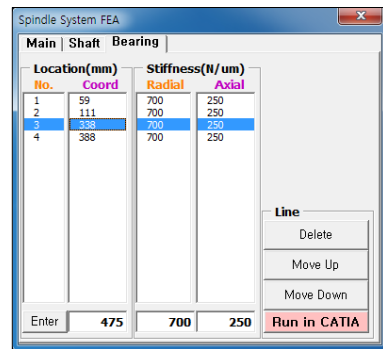 Spindle System FEA
Main Shaft Bearing
Location(mm) Stiffness(N/um)
No. Coord Radial Axial
1 59 700 250
2 111 700 250
3 338 700 250
4 388 700 250
Line
Delete
Move Up
Move Down
Enter 475 700 250 Run in CATIA